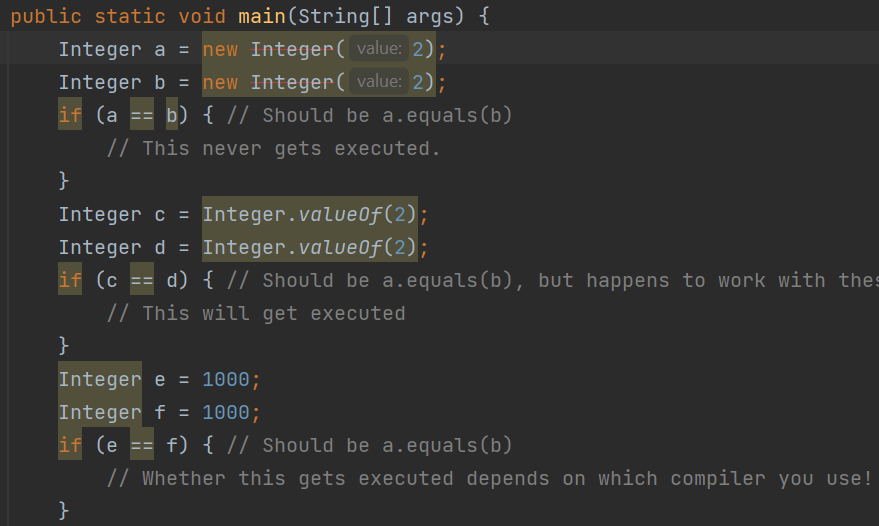 public static void main(String[] args) {
Integer a = new Integer( value: 2);
Integer b = new Integer( value: 2);
if (a == b) { // Should be a.equals(b)
// This never gets executed.
}
Integer c = Integer.valueOf(2);
Integer d = Integer.valueOf(2);
if (c == d) { // Should be a.equals(b), but happens to work with thes
// This will get executed
}
Integer e = 1000;
Integer f = 1000;
if (e == f) { // Should be a.equals(b)
// Whether this gets executed depends on which compiler you use!
}